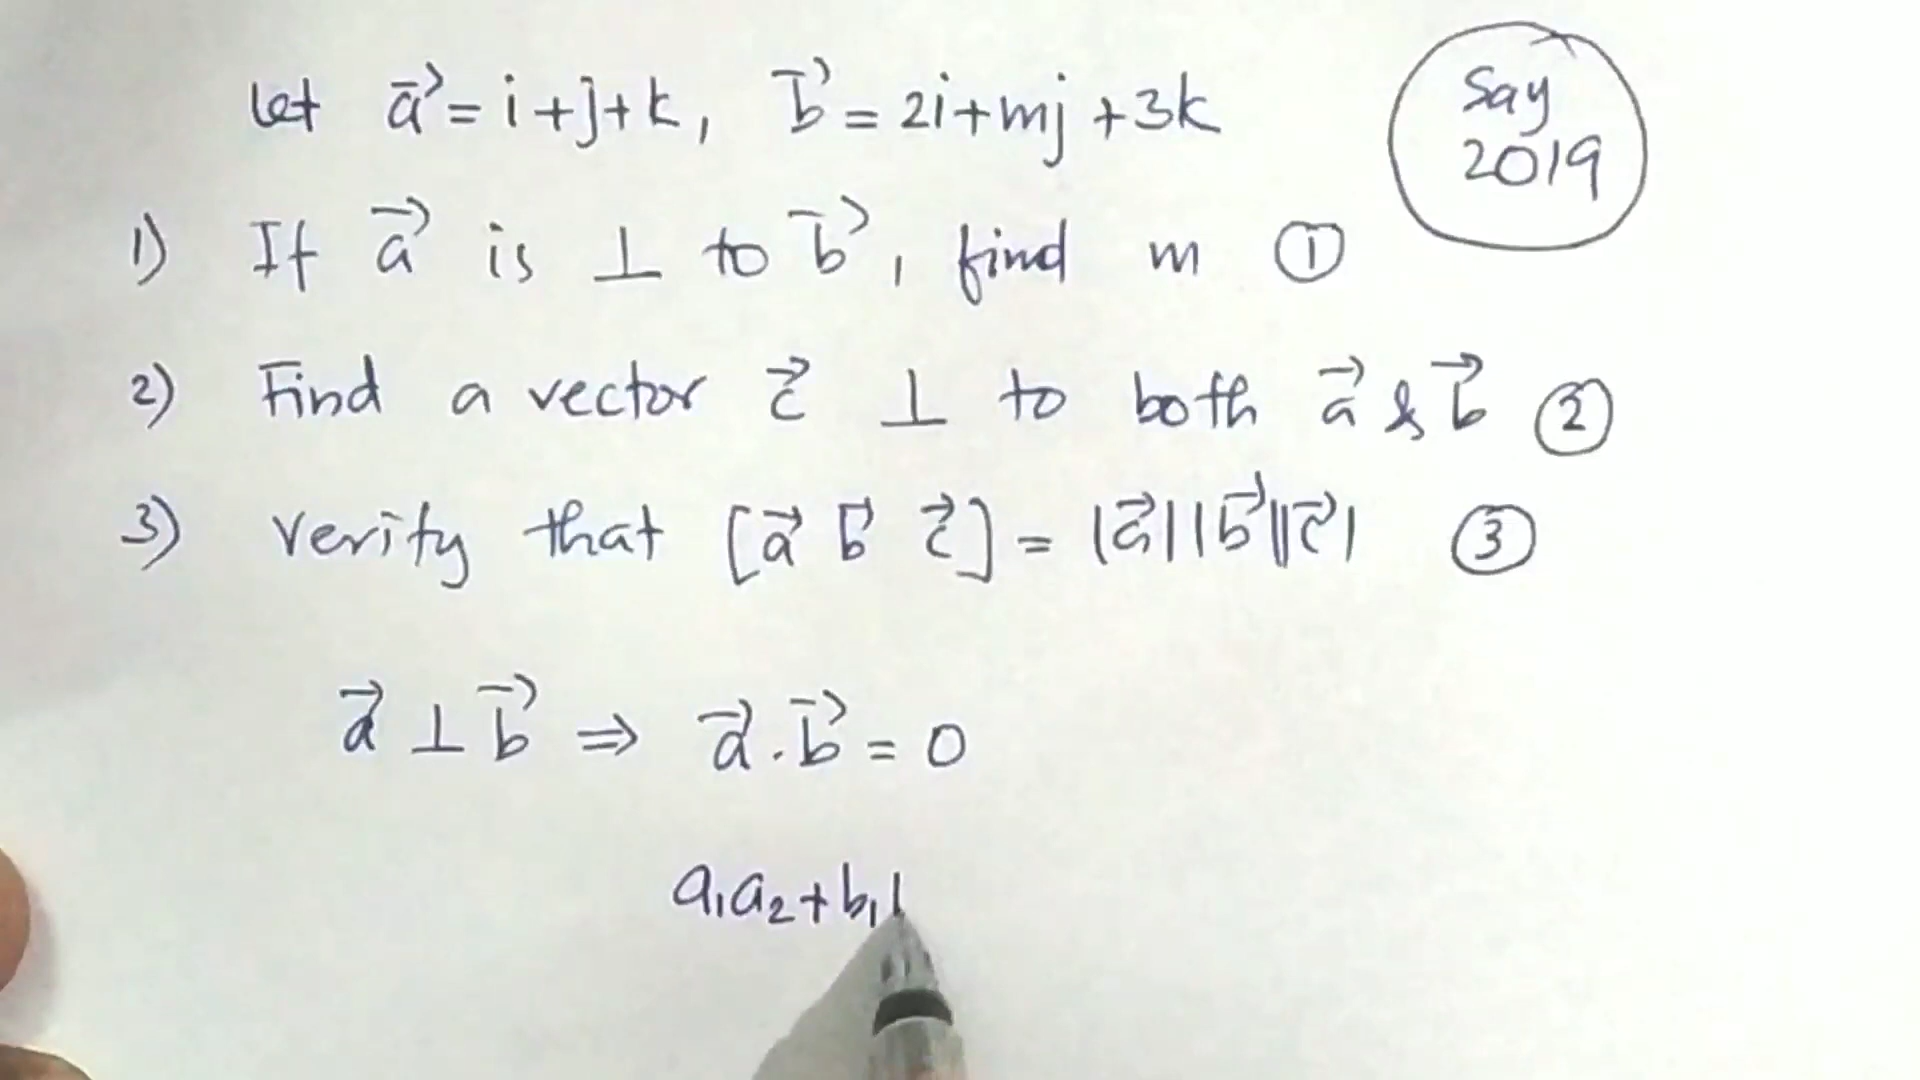 Let a⃗ = i + j + k, b⃗ = 2i + mj + 3k
Say
2019
1) If a⃗ is ⊥ to b⃗, find m ①
2) Find a vector c⃗ ⊥ to both a⃗ & b⃗ ②
3) Verify that [a⃗ b⃗ c⃗] = |a⃗| |b⃗| |c⃗| ③
a⃗ ⊥ b⃗ ⇒ a⃗ . b⃗ = 0
a₁a₂ + b₁